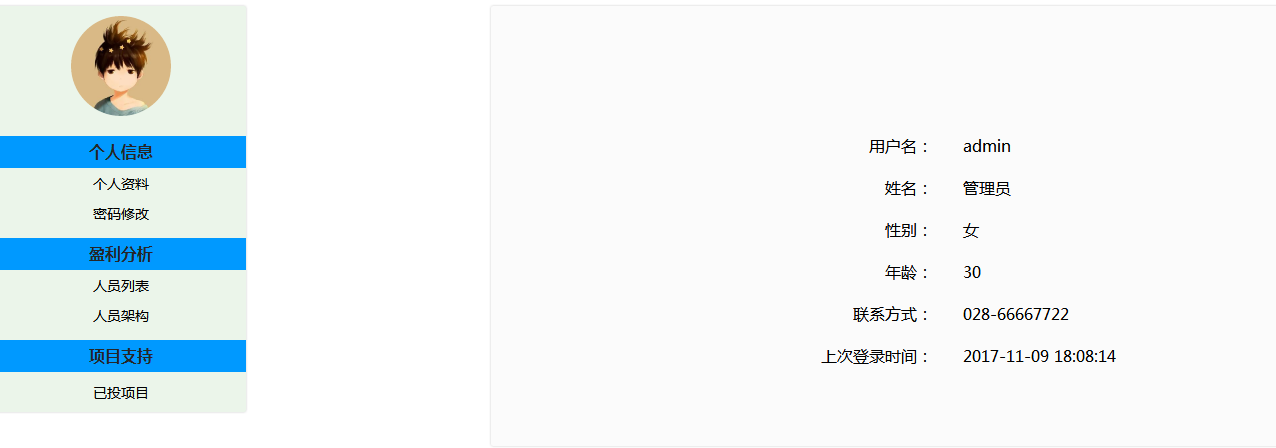 个人信息
个人资料
密码修改
盈利分析
人员列表
人员架构
项目支持
已投项目
用户名： admin
姓名： 管理员
性别： 女
年龄： 30
联系方式： 028-66667722
上次登录时间： 2017-11-09 18:08:14